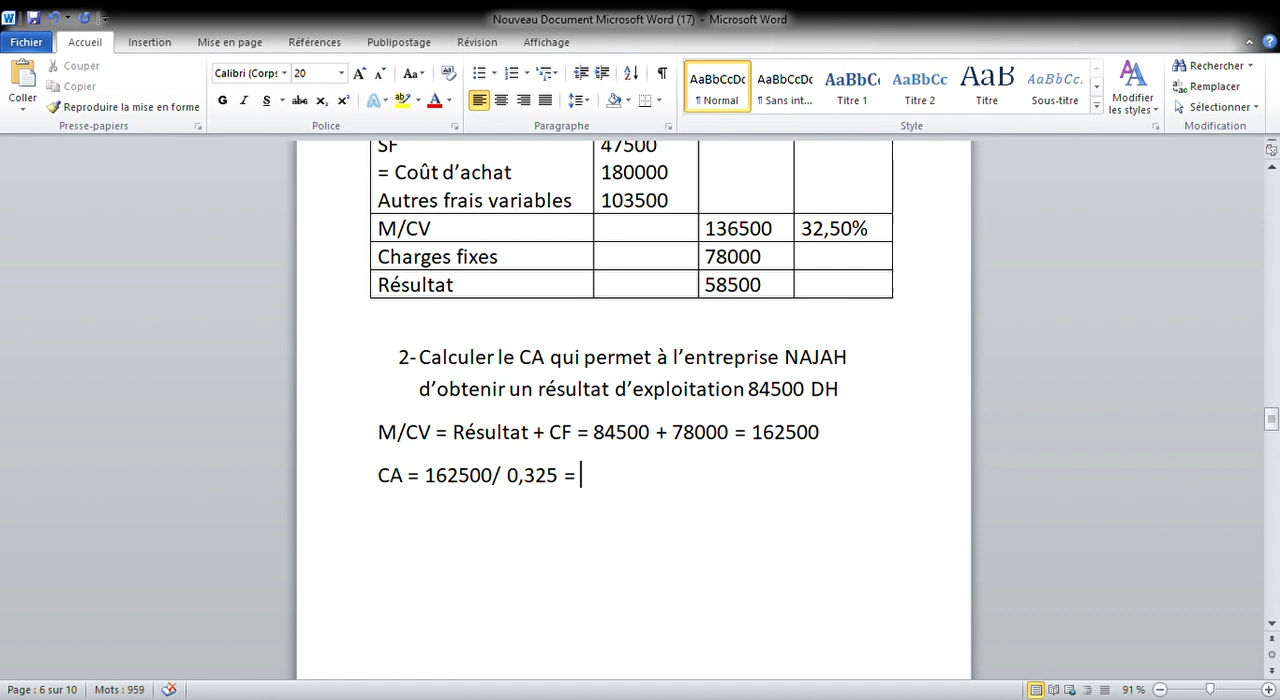 Nouveau Document Microsoft Word (17) - Microsoft Word
Fichier Accueil Insertion Mise en page Références Publipostage Révision Affichage
Coller
Couper
Copier
Reproduire la mise en forme
Presse-papiers
Calibri (Corps 20
G I S abc x₂ x²
Police
Paragraphe
AaBbCcDc AaBbCcDc AaBbCc AaBbCc AaB AaBbCc.
¶ Normal ¶ Sans int... Titre 1 Titre 2 Titre Sous-titre
Style
Modifier
les styles
Rechercher
Remplacer
Sélectionner
Modification
SF 47500
= Coût d’achat 180000
Autres frais variables 103500
M/CV 136500 32,50%
Charges fixes 78000
Résultat 58500
2- Calculer le CA qui permet à l’entreprise NAJAH
d’obtenir un résultat d’exploitation 84500 DH
M/CV = Résultat + CF = 84500 + 78000 = 162500
CA = 162500/ 0,325 =
Page : 6 sur 10 Mots : 959 91 %